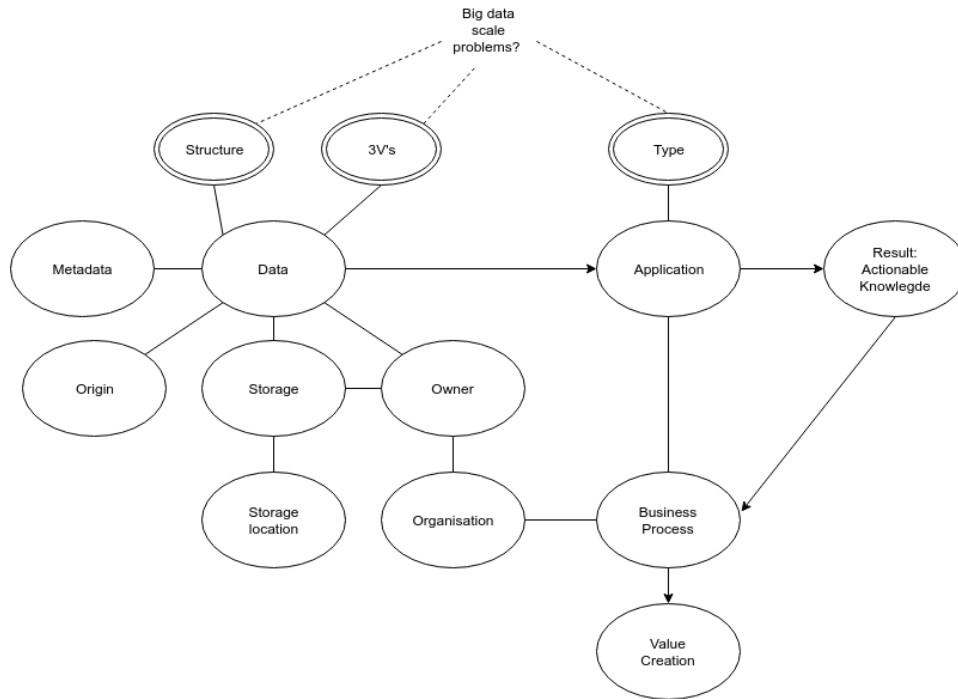 Big data
scale
problems?
Structure
3V's
Type
Metadata
Data
Application
Result:
Actionable
Knowlegde
Origin
Storage
Owner
Storage
location
Organisation
Business
Process
Value
Creation